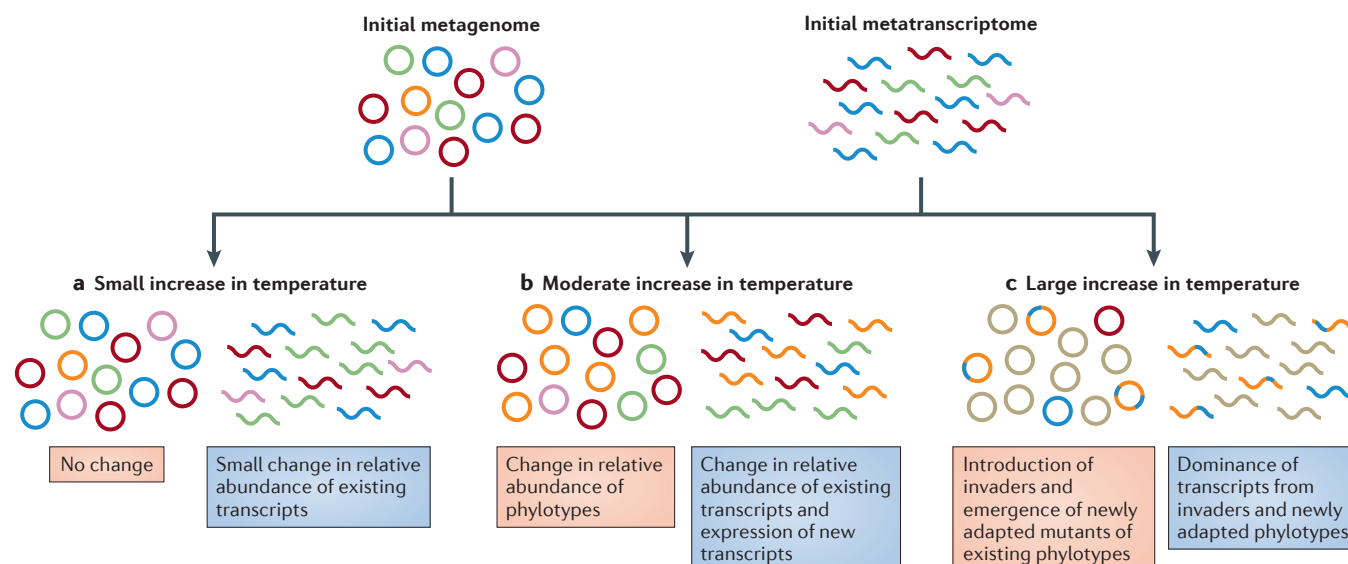 Initial metagenome
Initial metatranscriptome
a Small increase in temperature
b Moderate increase in temperature
c Large increase in temperature
No change
Small change in relative
abundance of existing
transcripts
Change in relative
abundance of
phylotypes
Change in relative
abundance of existing
transcripts and
expression of new
transcripts
Introduction of
invaders and
emergence of newly
adapted mutants of
existing phylotypes
Dominance of
transcripts from
invaders and newly
adapted phylotypes